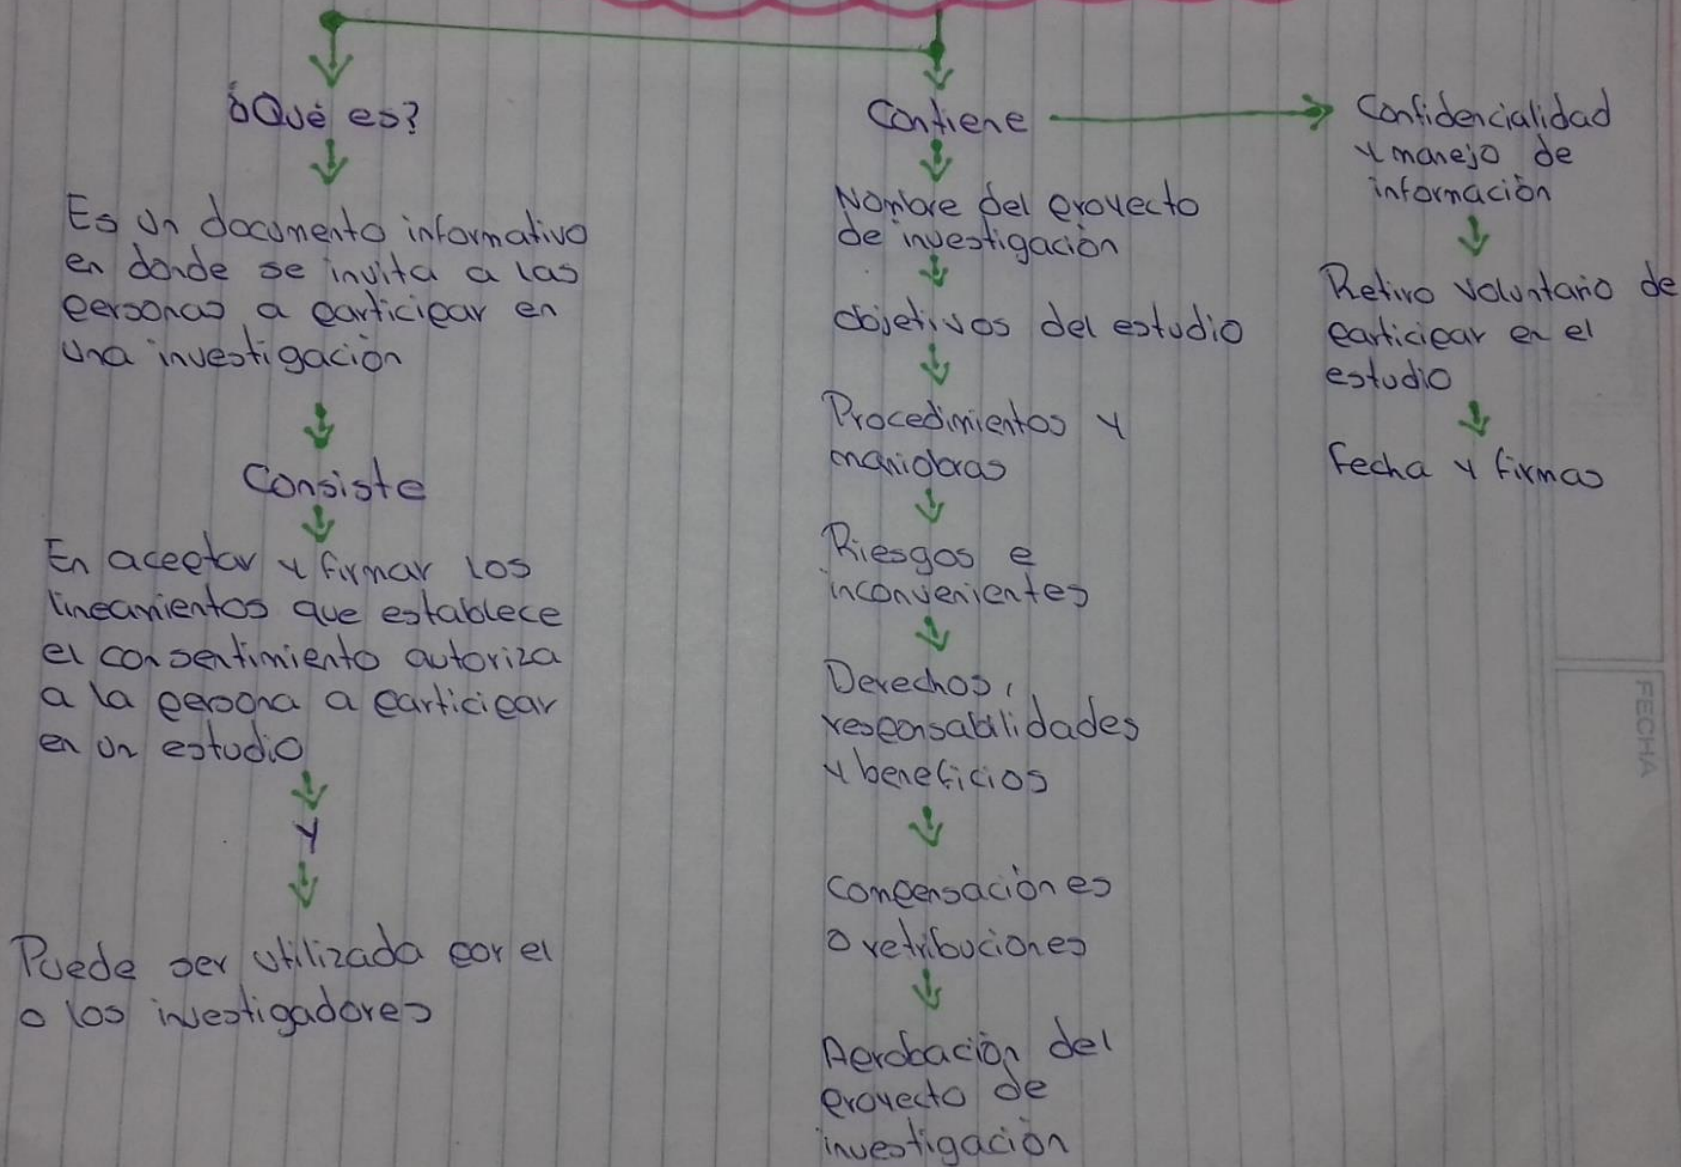 ¿Qué es?
Es un documento informativo
en donde se invita a las
personas a participar en
una investigación
Consiste
En aceptar y firmar los
lineamientos que establece
el consentimiento autoriza
a la persona a participar
en un estudio
y
Puede ser utilizada por el
o los investigadores
Contiene
Nombre del proyecto
de investigación
objetivos del estudio
Procedimientos y
maniobras
Riesgos e
inconvenientes
Derechos,
responsabilidades
y beneficios
compensaciónes
o retribuciones
Aprobación del
proyecto de
investigación
Confidencialidad
y manejo de
información
Retiro voluntario de
participar en el
estudio
Fecha y firmas
FECHA